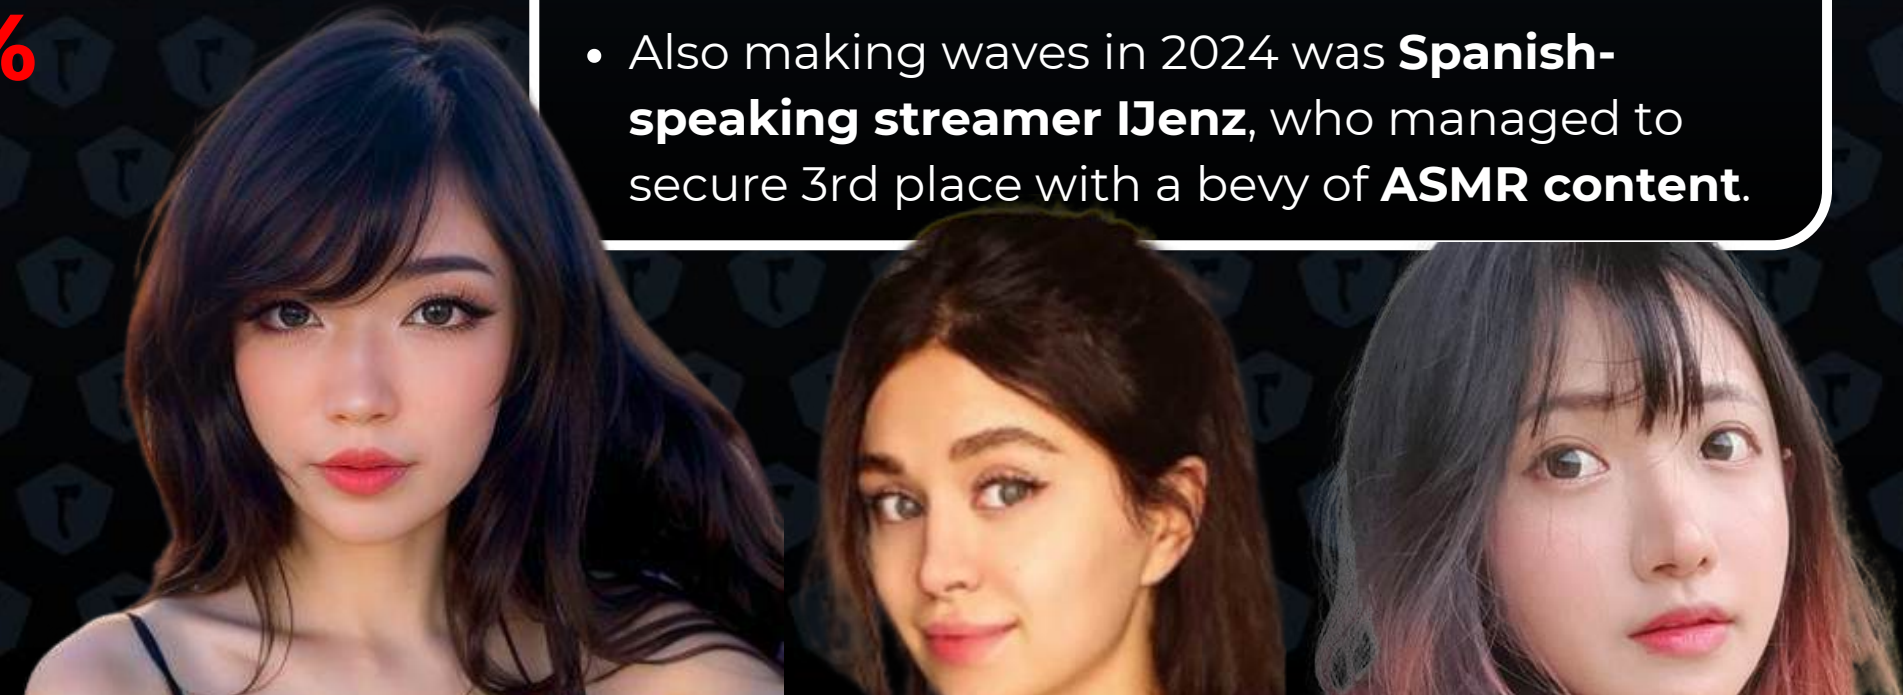 %
• Also making waves in 2024 was Spanish-
speaking streamer IJenz, who managed to
secure 3rd place with a bevy of ASMR content.